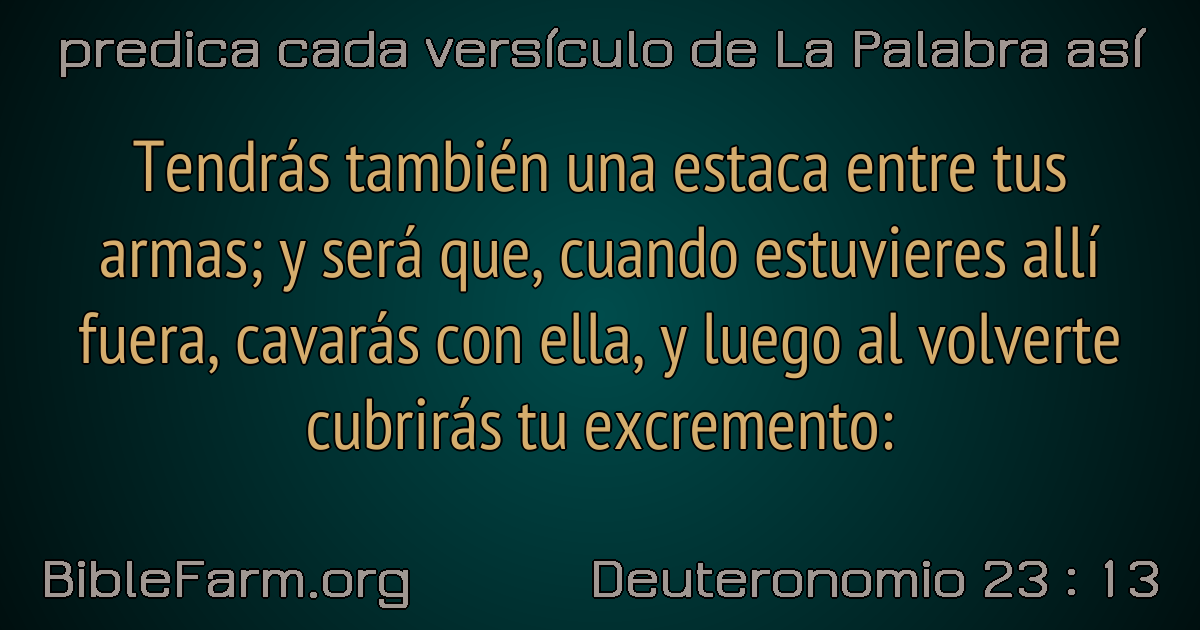 predica cada versículo de La Palabra así
Tendrás también una estaca entre tus
armas; y será que, cuando estuvieres allí
fuera, cavarás con ella, y luego al volverte
cubrirás tu excremento:
BibleFarm.org
Deuteronomio 23 : 13